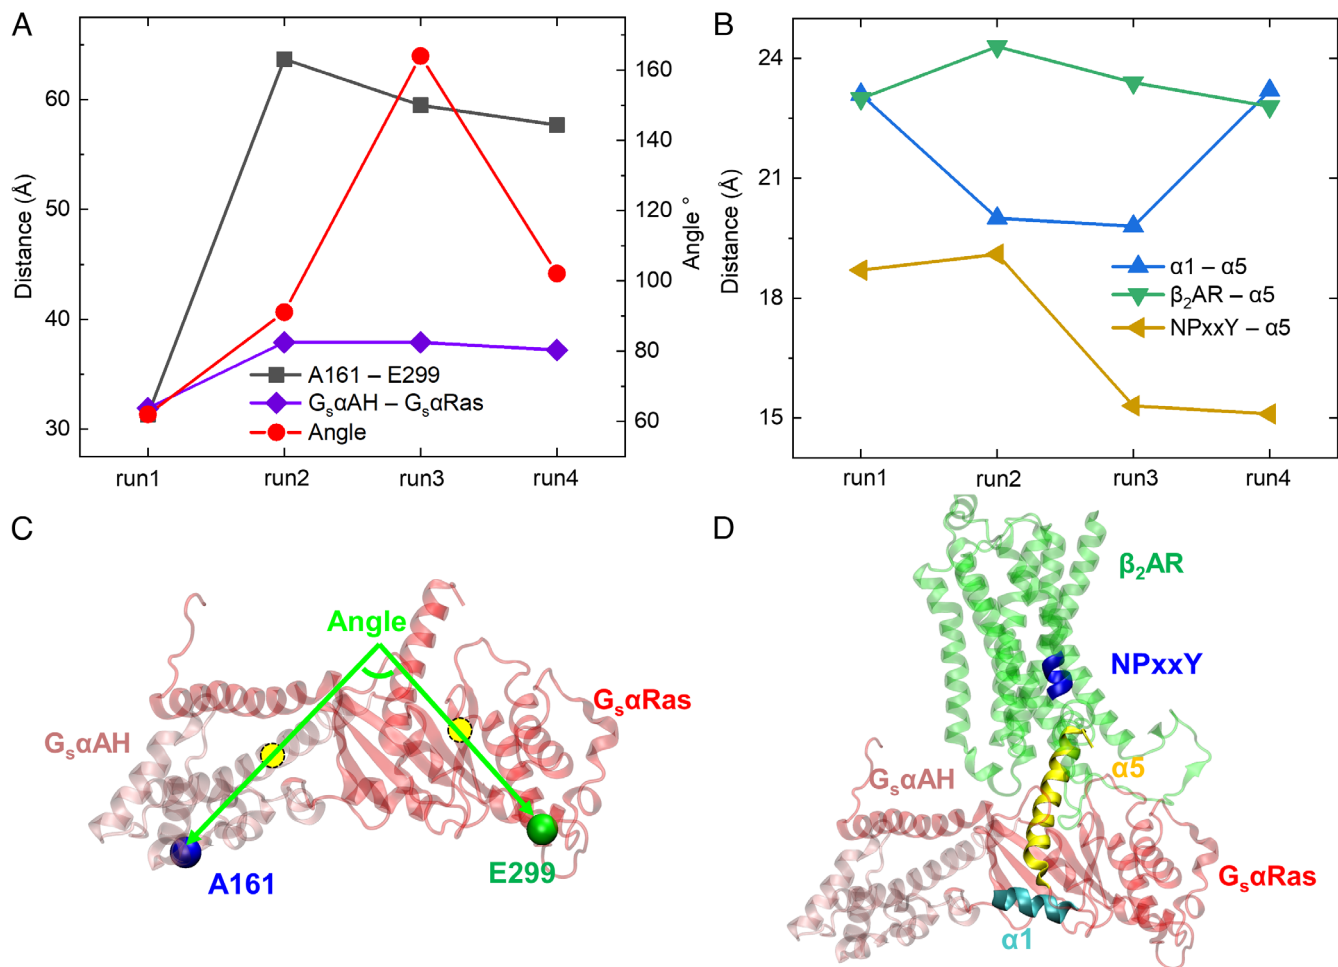 A
Distance (Å)
60
50
40
30
160
140
120
100
80
60
Angle °
A161 – E299
GₛαAH – GₛαRas
Angle
run1 run2 run3 run4
B
Distance (Å)
24
21
18
15
α1 – α5
β₂AR – α5
NPxxY – α5
run1 run2 run3 run4
C
Angle
GₛαRas
GₛαAH
A161
E299
D
β₂AR
NPxxY
α5
GₛαAH
GₛαRas
α1